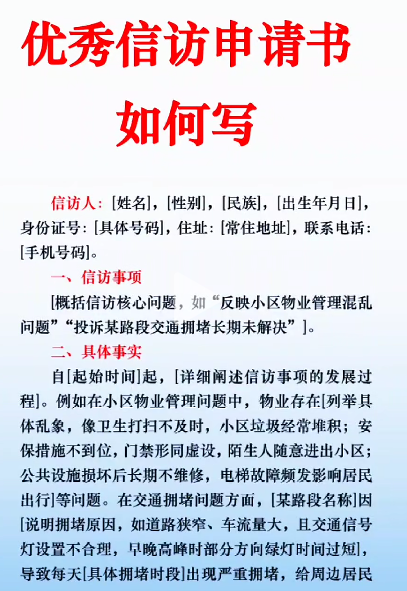 优秀信访申请书
如何写
信访人：[姓名]，[性别]，[民族]，[出生年月日]，
身份证号：[具体号码]，住址：[常住地址]，联系电话：
[手机号码]。
一、信访事项
[概括信访核心问题，如“反映小区物业管理混乱
问题”“投诉某路段交通拥堵长期未解决”]。
二、具体事实
自[起始时间]起，[详细阐述信访事项的发展过
程]。例如在小区物业管理问题中，物业存在[列举具
体乱象，像卫生打扫不及时，小区垃圾经常堆积；安
保措施不到位，门禁形同虚设，陌生人随意进出小区；
公共设施损坏后长期不维修，电梯故障频发影响居民
出行]等问题。在交通拥堵问题方面，[某路段名称]因
[说明拥堵原因，如道路狭窄、车流量大，且交通信号
灯设置不合理，早晚高峰时部分方向绿灯时间过短]，
导致每天[具体拥堵时段]出现严重拥堵，给周边居民